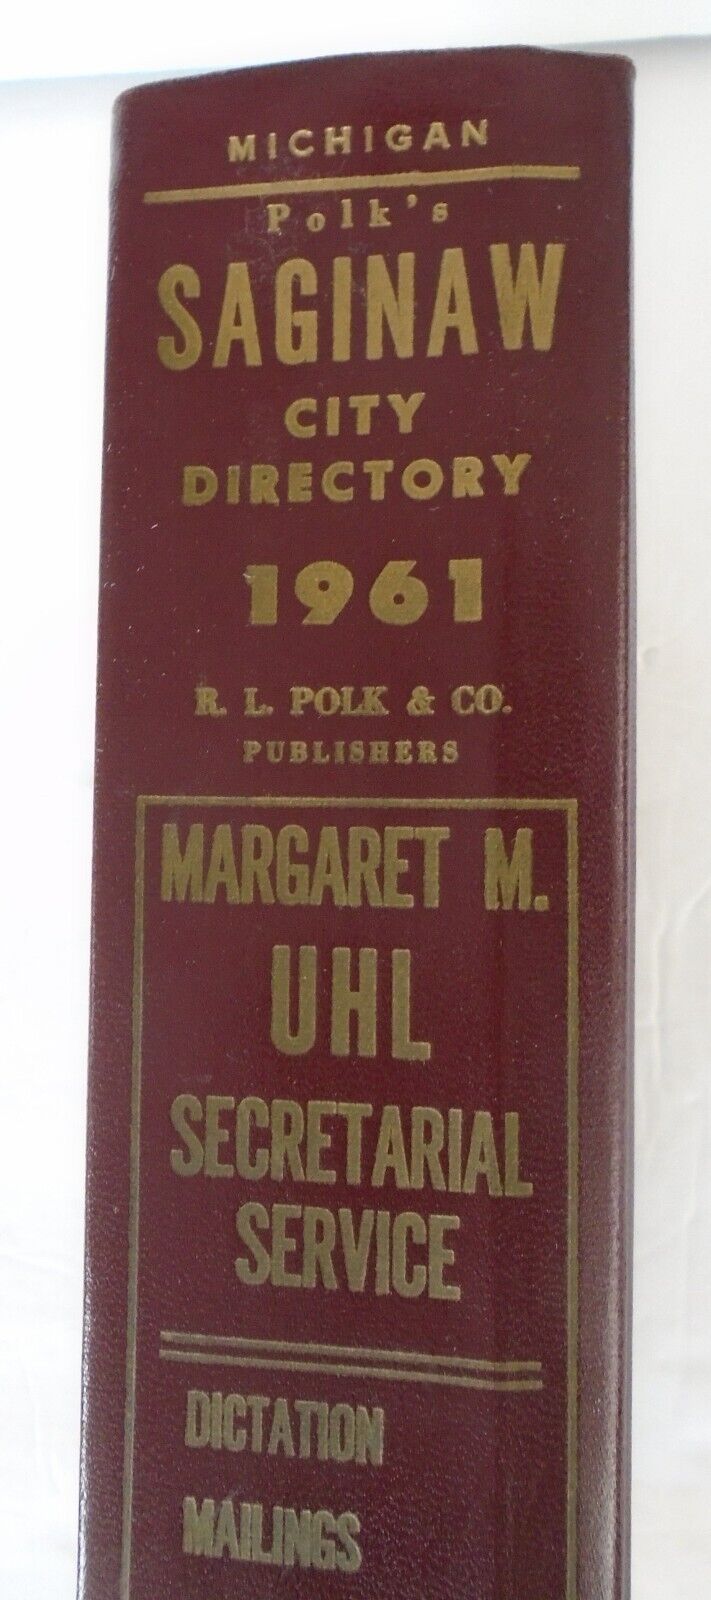 MICHIGAN
Polk's
SAGINAW
CITY
DIRECTORY
1961
R. L. POLK & CO.
PUBLISHERS
MARGARET M.
UHL
SECRETARIAL
SERVICE
DICTATION
MAILINGS